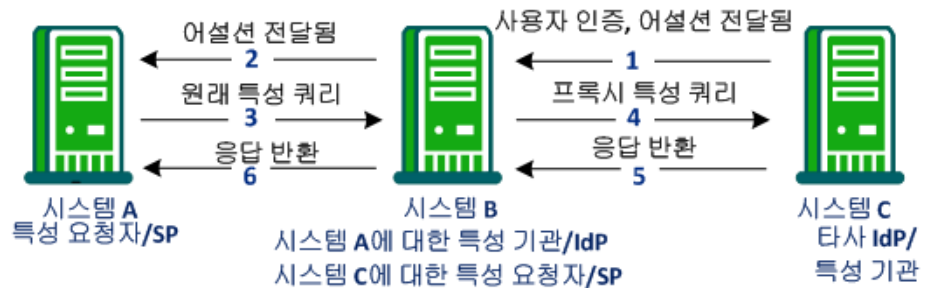 어설션 전달됨
2
사용자 인증, 어설션 전달됨
1
원래 특성 쿼리
3
프록시 특성 쿼리
4
응답 반환
6
응답 반환
5
시스템 A
특성 요청자/SP
시스템 B
시스템 A에 대한 특성 기관/IdP
시스템 C에 대한 특성 요청자/SP
시스템 C
타사 IdP/
특성 기관